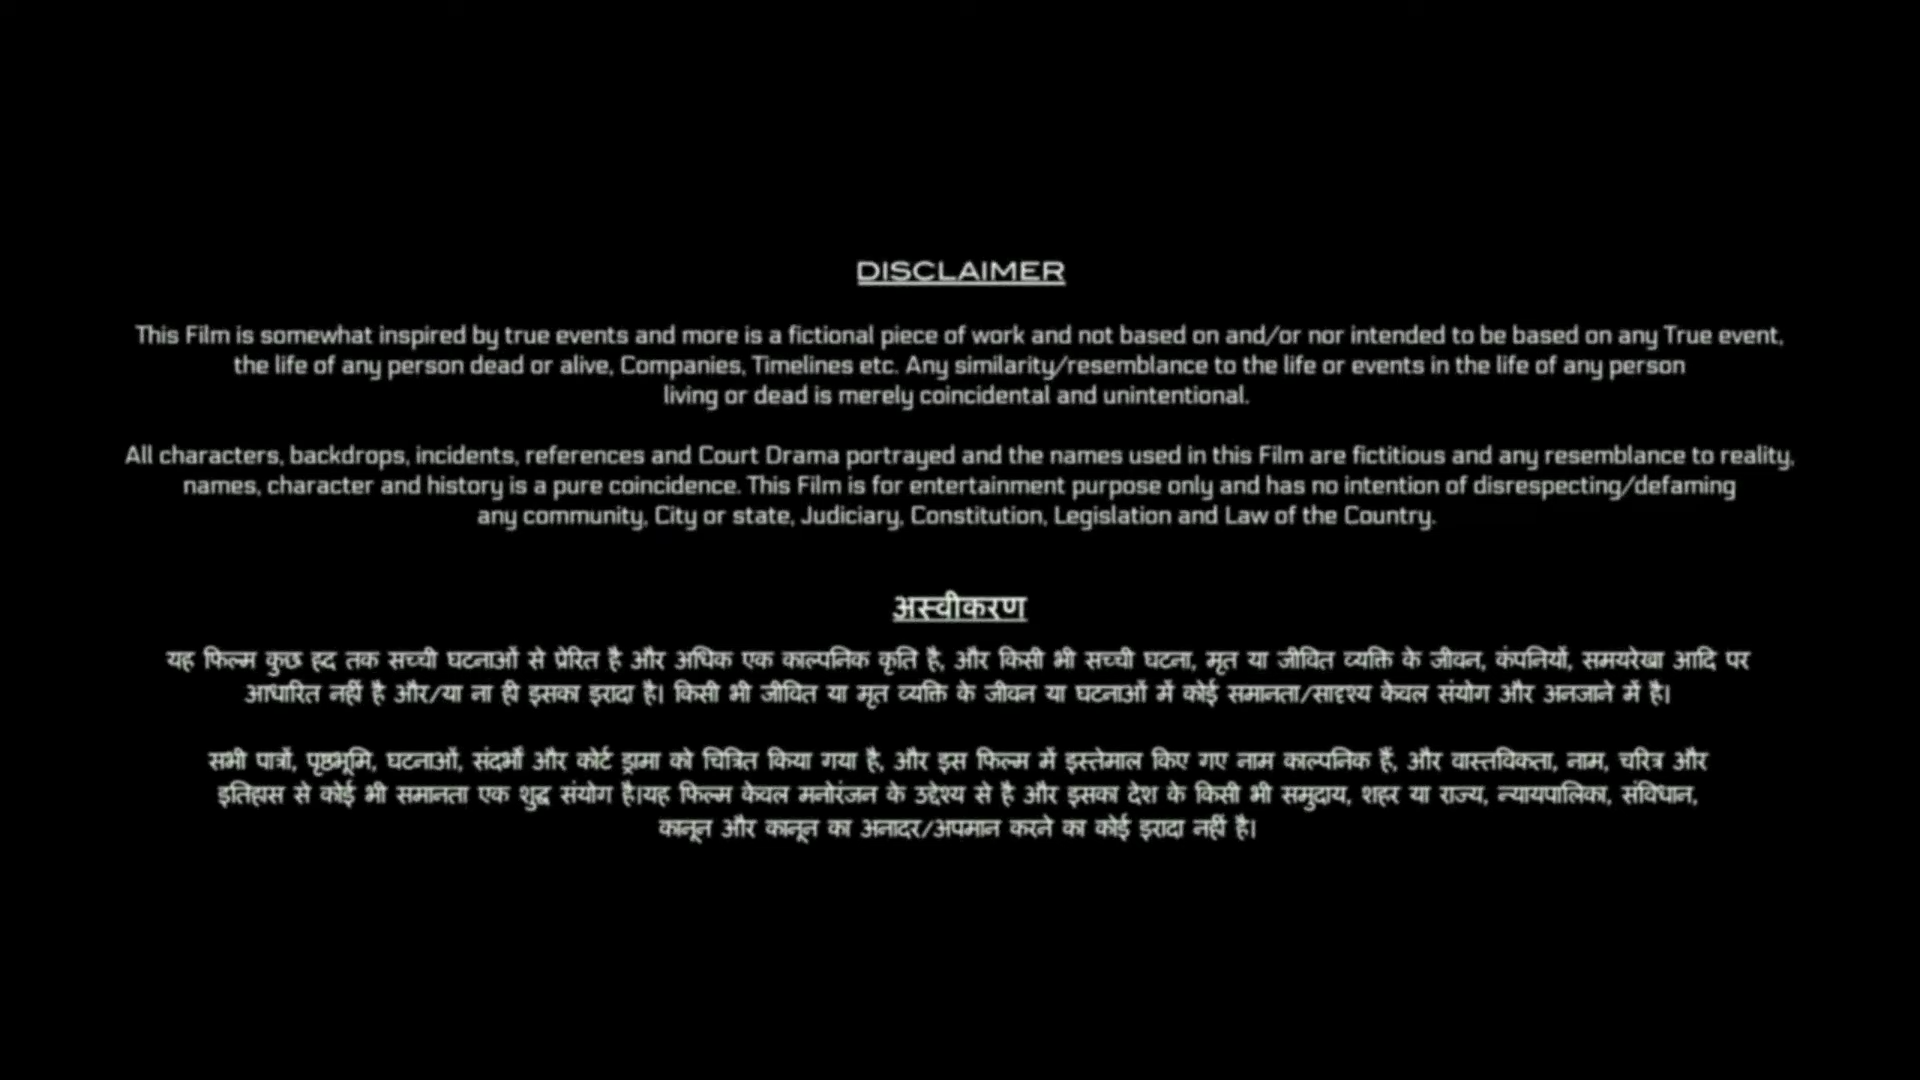 DISCLAIMER
This Film is somewhat inspired by true events and more is a fictional piece of work and not based on and/or nor intended to be based on any True event,
the life of any person dead or alive, Companies, Timelines etc. Any similarity/resemblance to the life or events in the life of any person
living or dead is merely coincidental and unintentional.
All characters, backdrops, incidents, references and Court Drama portrayed and the names used in this Film are fictitious and any resemblance to reality,
names, character and history is a pure coincidence. This Film is for entertainment purpose only and has no intention of disrespecting/defaming
any community, City or state, Judiciary, Constitution, Legislation and Law of the Country.
अस्वीकरण
यह फिल्म कुछ हद तक सच्ची घटनाओं से प्रेरित है और अधिक एक काल्पनिक कृति है, और किसी भी सच्ची घटना, मृत या जीवित व्यक्ति के जीवन, कंपनियों, समयरेखा आदि पर
आधारित नहीं है और/या ना ही इसका इरादा है। किसी भी जीवित या मृत व्यक्ति के जीवन या घटनाओं में कोई समानता/सादृश्य केवल संयोग और अनजाने में है।
सभी पात्रों, पृष्ठभूमि, घटनाओं, संदर्भों और कोर्ट ड्रामा को चित्रित किया गया है, और इस फिल्म में इस्तेमाल किए गए नाम काल्पनिक हैं, और वास्तविकता, नाम, चरित्र और
इतिहास से कोई भी समानता एक शुद्ध संयोग है।यह फिल्म केवल मनोरंजन के उद्देश्य से है और इसका देश के किसी भी समुदाय, शहर या राज्य, न्यायपालिका, संविधान,
कानून और कानून का अनादर/अपमान करने का कोई इरादा नहीं है।